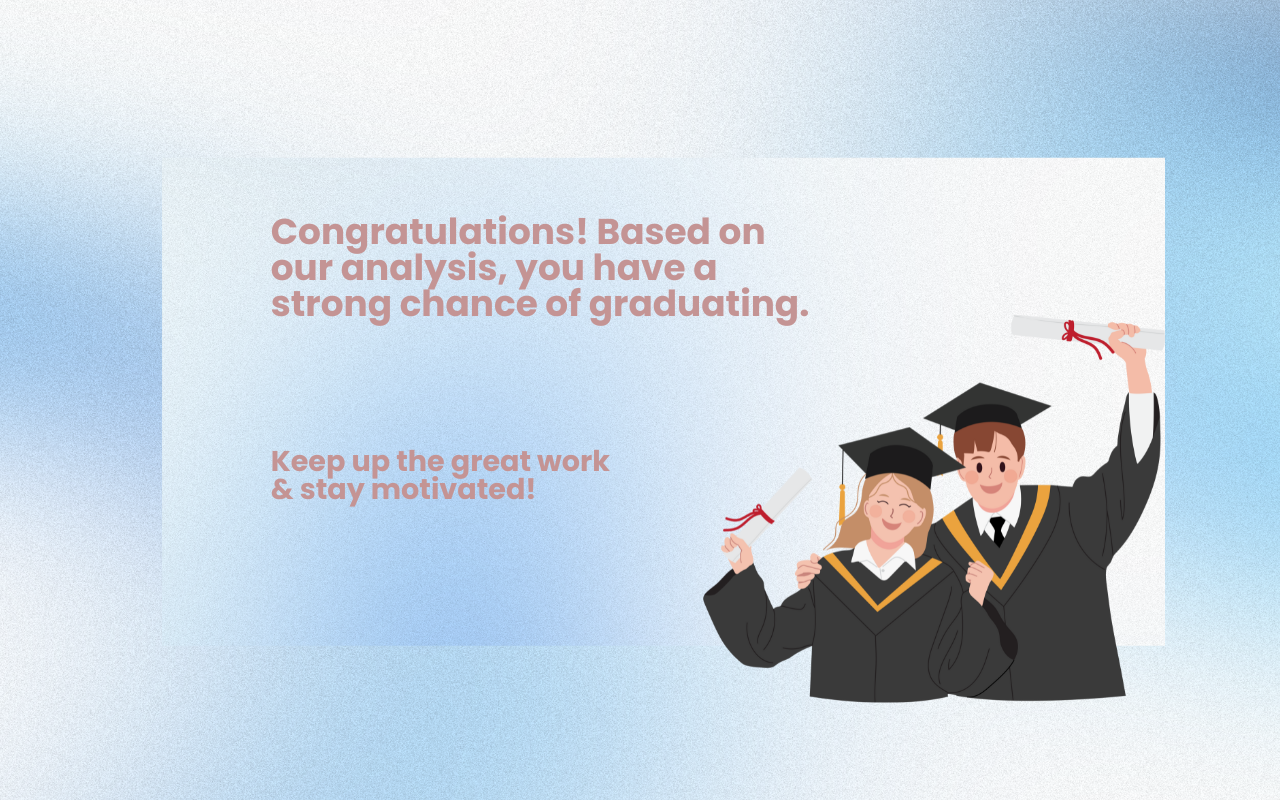 Congratulations! Based on
our analysis, you have a
strong chance of graduating.
Keep up the great work
& stay motivated!